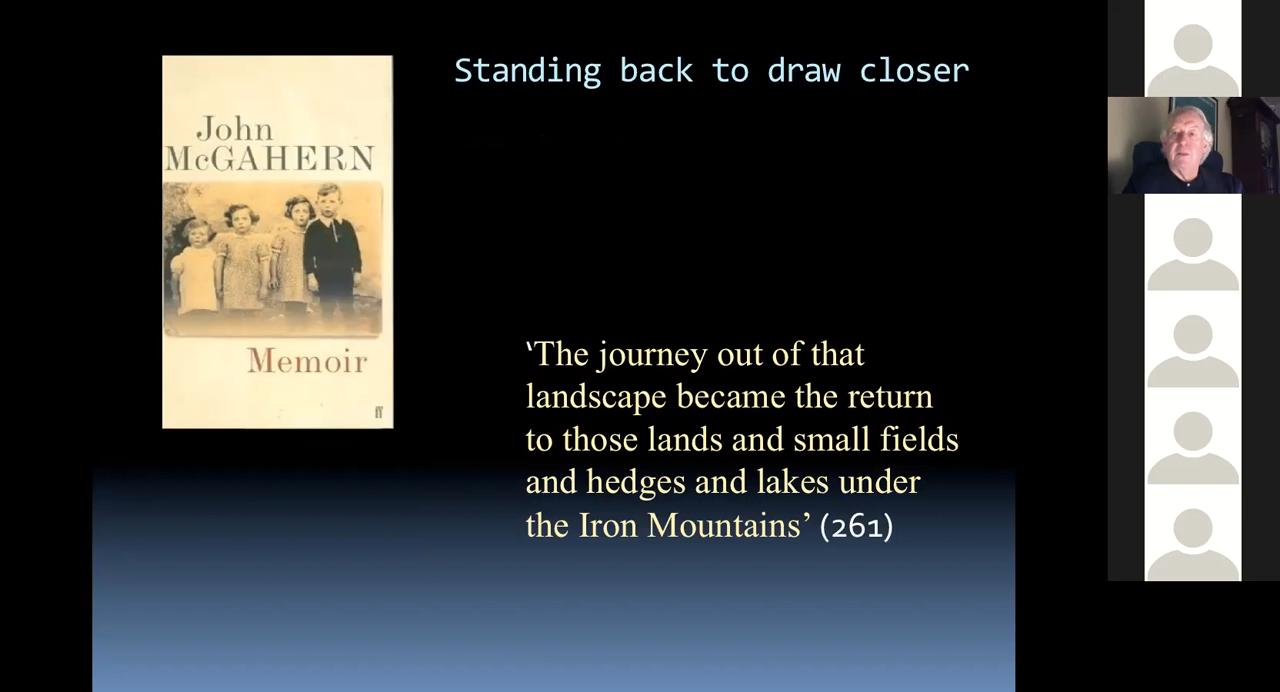 Standing back to draw closer
John
McGAHERN
Memoir
ff
‘The journey out of that
landscape became the return
to those lands and small fields
and hedges and lakes under
the Iron Mountains’ (261)